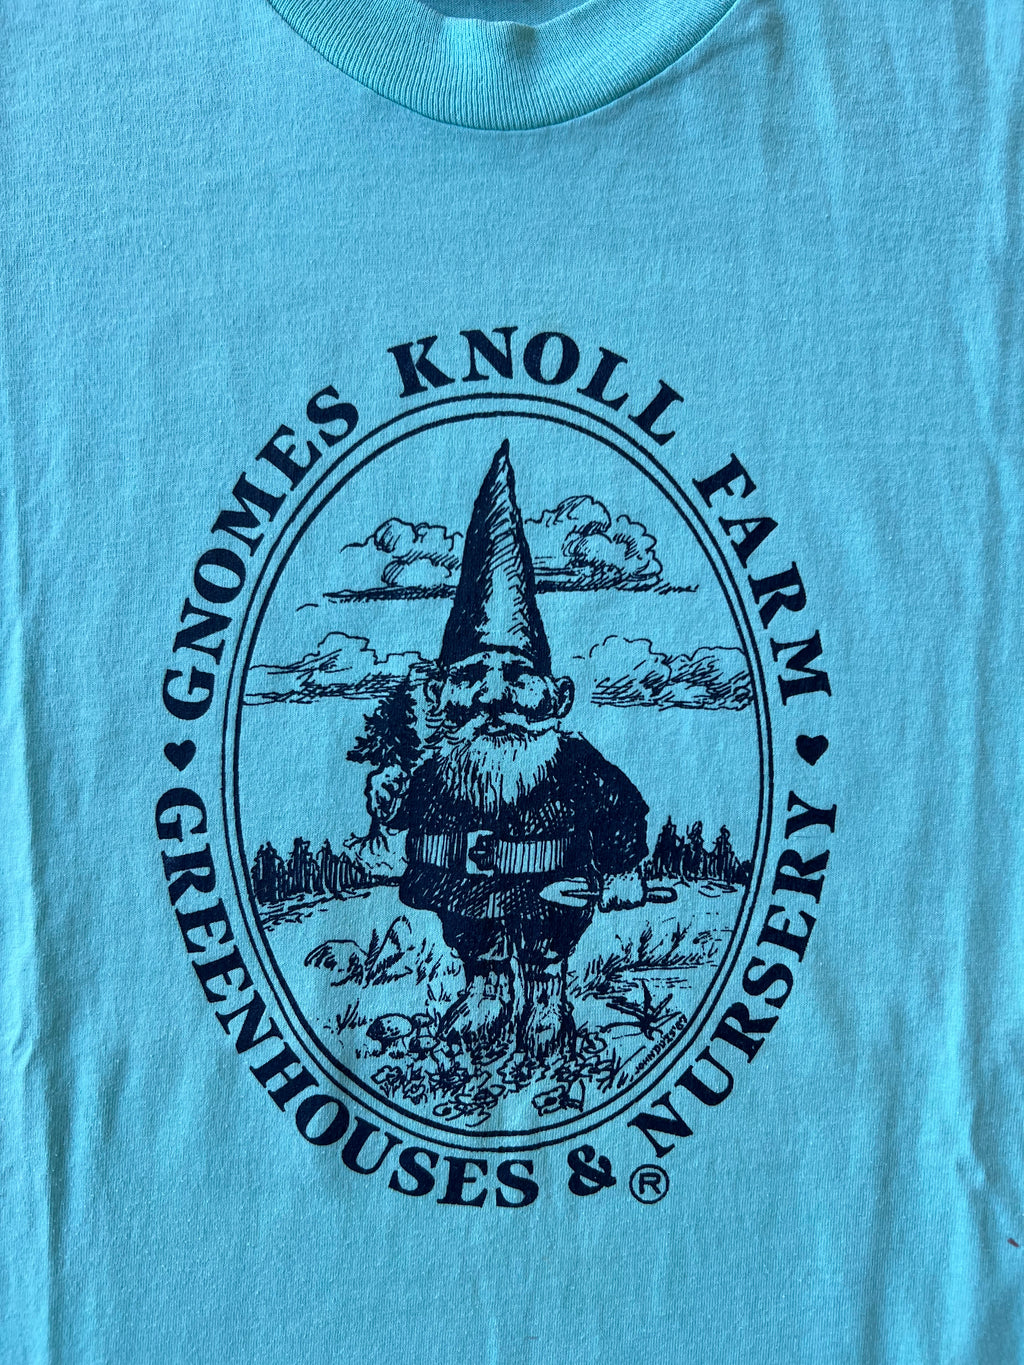 GNOMES KNOLL FARM
GREENHOUSES & NURSERY
®